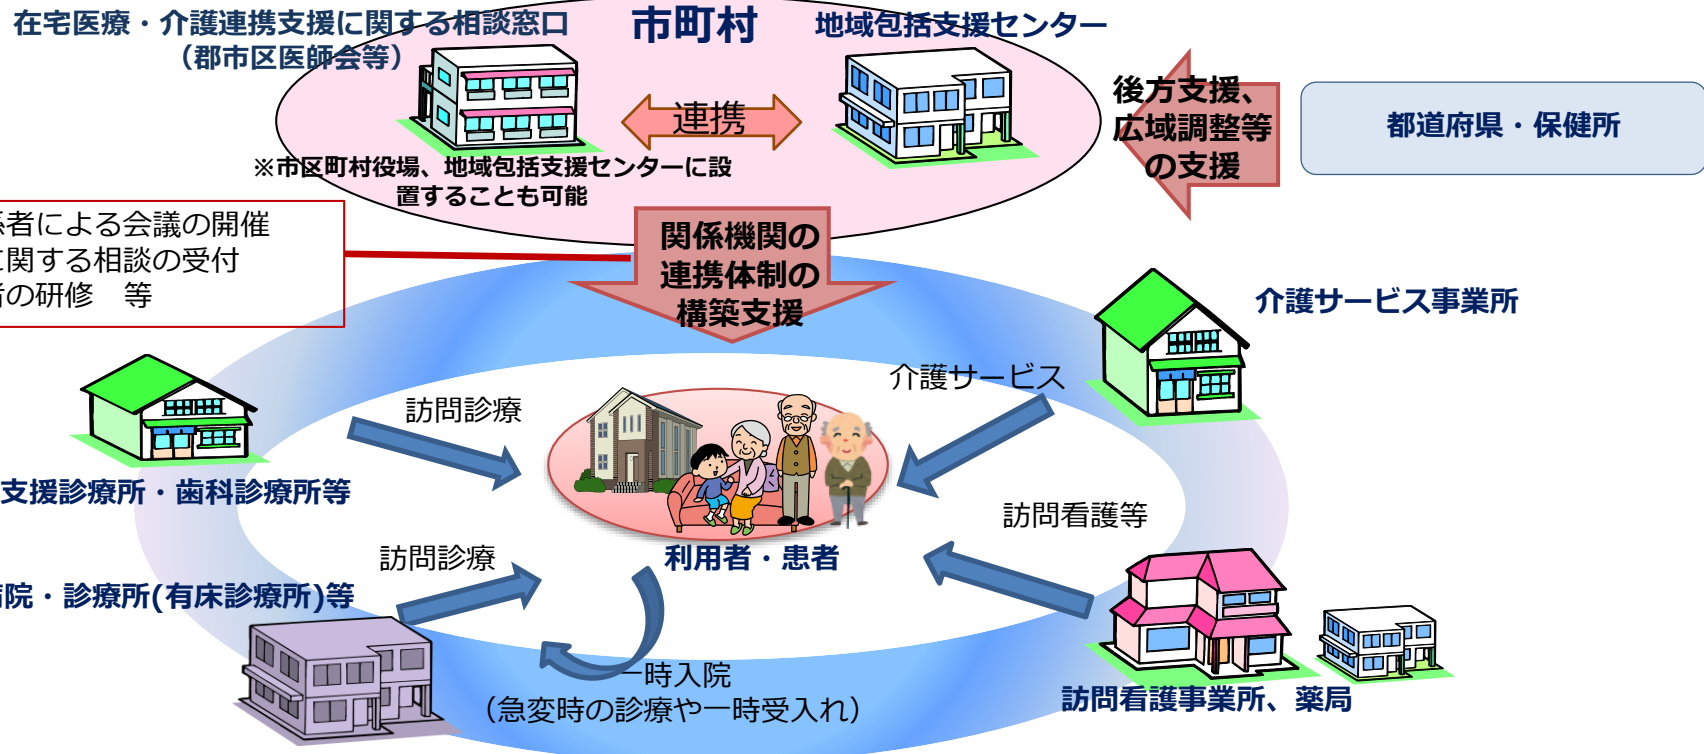 在宅医療・介護連携支援に関する相談窓口
（郡市区医師会等）
市町村
地域包括支援センター
連携
※市区町村役場、地域包括支援センターに設
置することも可能
後方支援、
広域調整等
の支援
都道府県・保健所
係者による会議の開催
に関する相談の受付
者の研修　等
関係機関の
連携体制の
構築支援
介護サービス事業所
介護サービス
訪問診療
支援診療所・歯科診療所等
訪問看護等
利用者・患者
訪問診療
病院・診療所(有床診療所)等
一時入院
（急変時の診療や一時受入れ）
訪問看護事業所、薬局